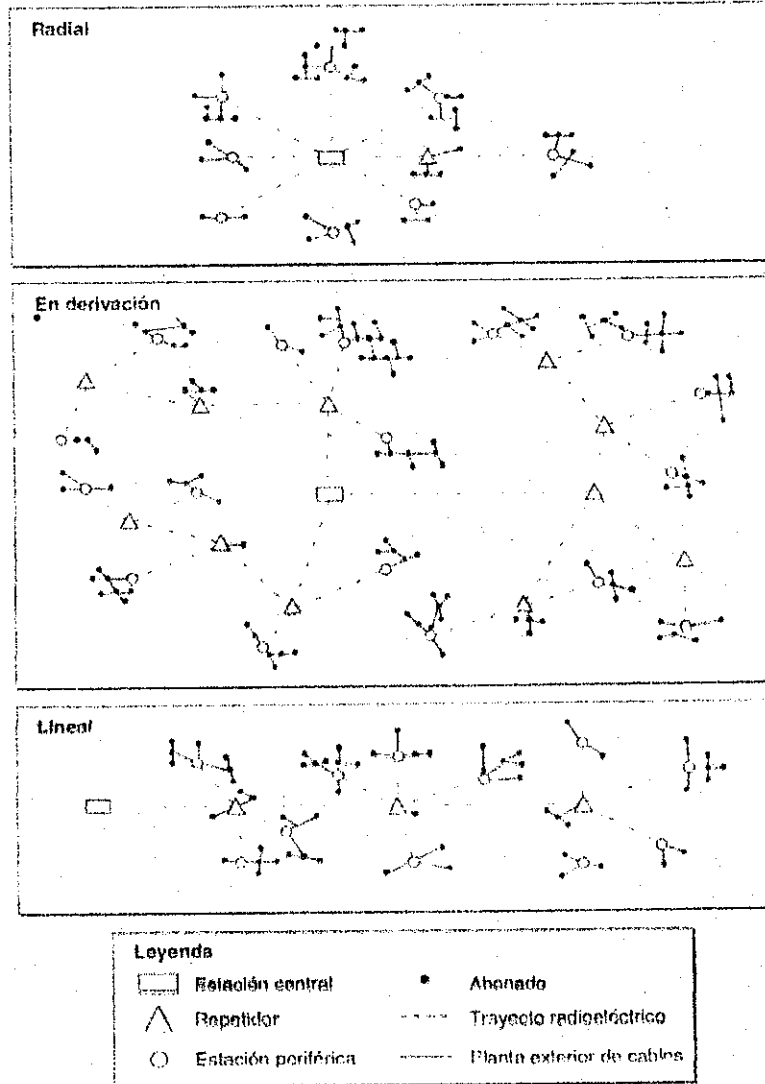 Radial
En derivación
Lineal
Leyenda
Estación central
Abonado
Repetidor
Trayecto radioeléctrico
Estación periférica
Planta exterior de cables